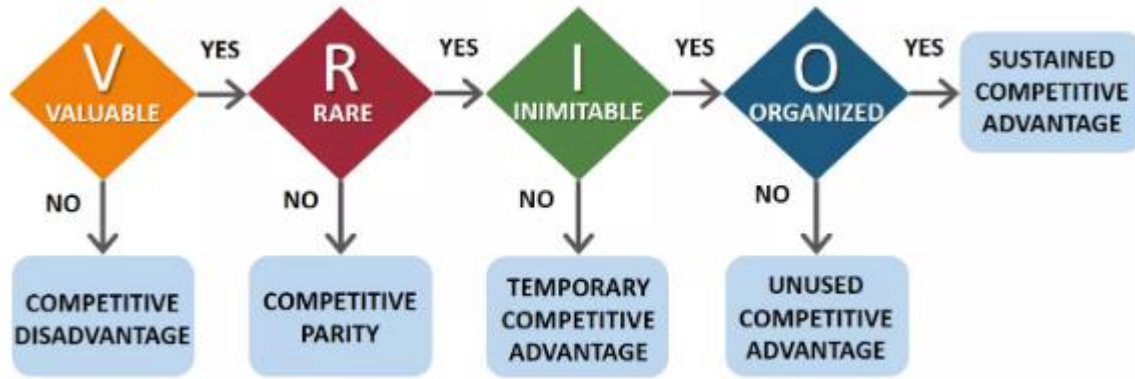 V
VALUABLE
YES
R
RARE
YES
I
INIMITABLE
YES
O
ORGANIZED
YES
SUSTAINED
COMPETITIVE
ADVANTAGE
NO
COMPETITIVE
DISADVANTAGE
NO
COMPETITIVE
PARITY
NO
TEMPORARY
COMPETITIVE
ADVANTAGE
NO
UNUSED
COMPETITIVE
ADVANTAGE